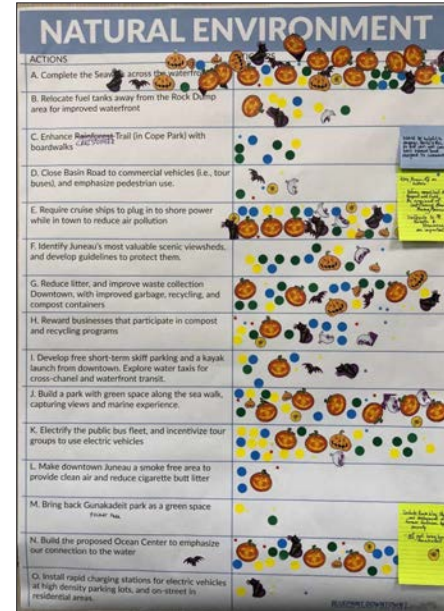 NATURAL ENVIRONMENT
ACTIONS
A. Complete the Seawalk across the waterfront
B. Relocate fuel tanks away from the Rock Dump
area for improved waterfront
C. Enhance Rainforest Trail (in Cope Park) with
boardwalks
D. Close Basin Road to commercial vehicles (i.e., tour
buses), and emphasize pedestrian use.
E. Require cruise ships to plug in to shore power
while in town to reduce air pollution
F. Identify Juneau's most valuable scenic viewsheds,
and develop guidelines to protect them.
G. Reduce litter, and improve waste collection
Downtown, with improved garbage, recycling, and
compost containers
H. Reward businesses that participate in compost
and recycling programs
I. Develop free short-term skiff parking and a kayak
launch from downtown. Explore water taxis for
cross-chanel and waterfront transit.
J. Build a park with green space along the sea walk,
capturing views and marine experience.
K. Electrify the public bus fleet, and incentivize tour
groups to use electric vehicles
L. Make downtown Juneau a smoke free area to
provide clean air and reduce cigarette butt litter
M. Bring back Gunakadeit park as a green space
N. Build the proposed Ocean Center to emphasize
our connection to the water
O. Install rapid charging stations for electric vehicles
at high density parking lots, and on-street in
residential areas.